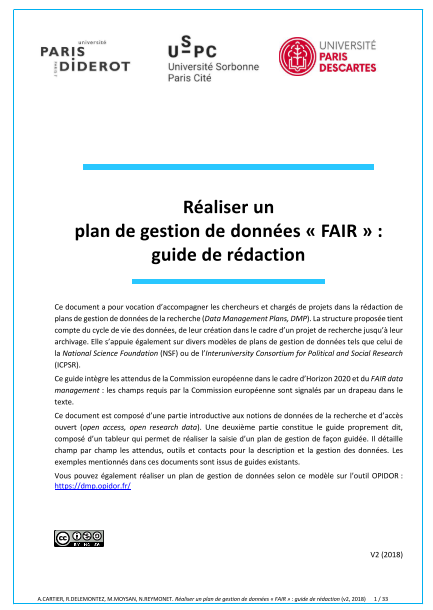 université
PARIS
DIDEROT
USPC
Université Sorbonne
Paris Cité
UNIVERSITÉ
PARIS
DESCARTES
Réaliser un
plan de gestion de données « FAIR » :
guide de rédaction
Ce document a pour vocation d'accompagner les chercheurs et chargés de projets dans la rédaction de
plans de gestion de données de la recherche (Data Management Plans, DMP). La structure proposée tient
compte du cycle de vie des données, de leur création dans le cadre d'un projet de recherche jusqu'à leur
archivage. Elle s'appuie également sur divers modèles de plans de gestion de données tels que celui de
la National Science Foundation (NSF) ou de l'Interuniversity Consortium for Political and Social Research
(ICPSR).
Ce guide intègre les attendus de la Commission européenne dans le cadre d'Horizon 2020 et du FAIR data
management : les champs requis par la Commission européenne sont signalés par un drapeau dans le
texte.
Ce document est composé d'une partie introductive aux notions de données de la recherche et d'accès
ouvert (open access, open research data). Une deuxième partie constitue le guide proprement dit,
composé d'un tableur qui permet de réaliser la saisie d'un plan de gestion de façon guidée. Il détaille
champ par champ les attendus, outils et contacts pour la description et la gestion des données. Les
exemples mentionnés dans ces documents sont issus de guides existants.
Vous pouvez également réaliser un plan de gestion de données selon ce modèle sur l'outil OPIDOR :
https://dmp.opidor.fr/
cc
BY NC SA
V2 (2018)
A.CARTIER, R.DELEMONTEZ, M.MOYSAN, N.REYMONET. Réaliser un plan de gestion de données « FAIR » : guide de rédaction (v2, 2018) 1 / 33